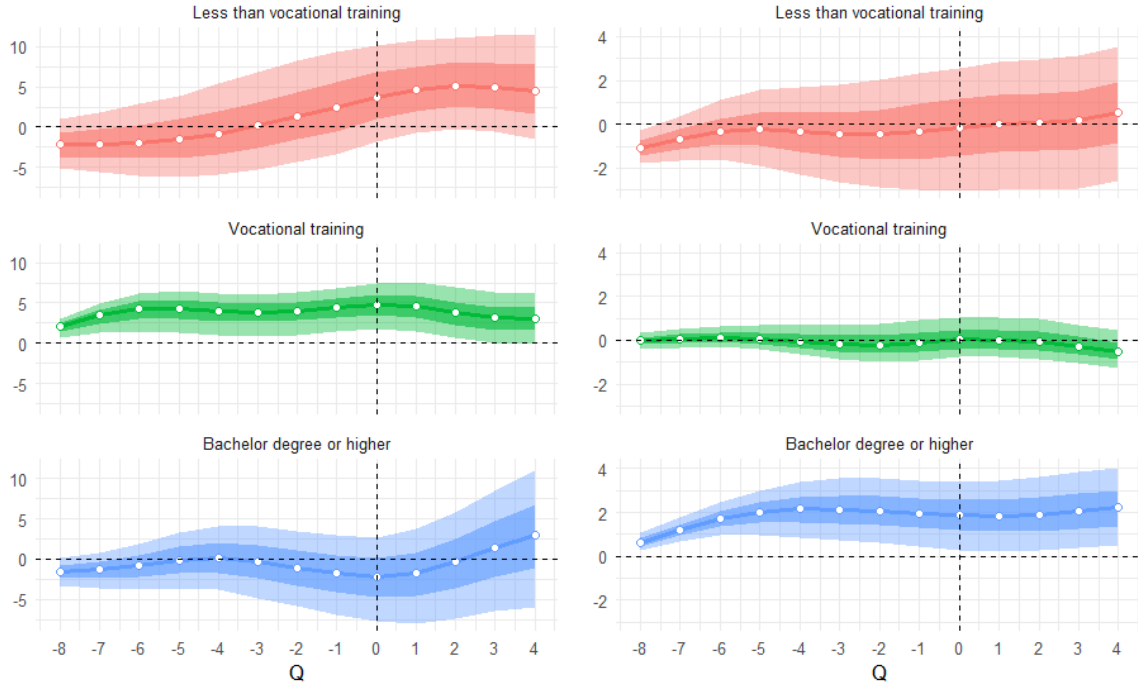 Less than vocational training
10
5
0
-5
Vocational training
10
5
0
-5
Bachelor degree or higher
10
5
0
-5
-8 -7 -6 -5 -4 -3 -2 -1 0 1 2 3 4
Q
Less than vocational training
4
2
0
-2
Vocational training
4
2
0
-2
Bachelor degree or higher
4
2
0
-2
-8 -7 -6 -5 -4 -3 -2 -1 0 1 2 3 4
Q